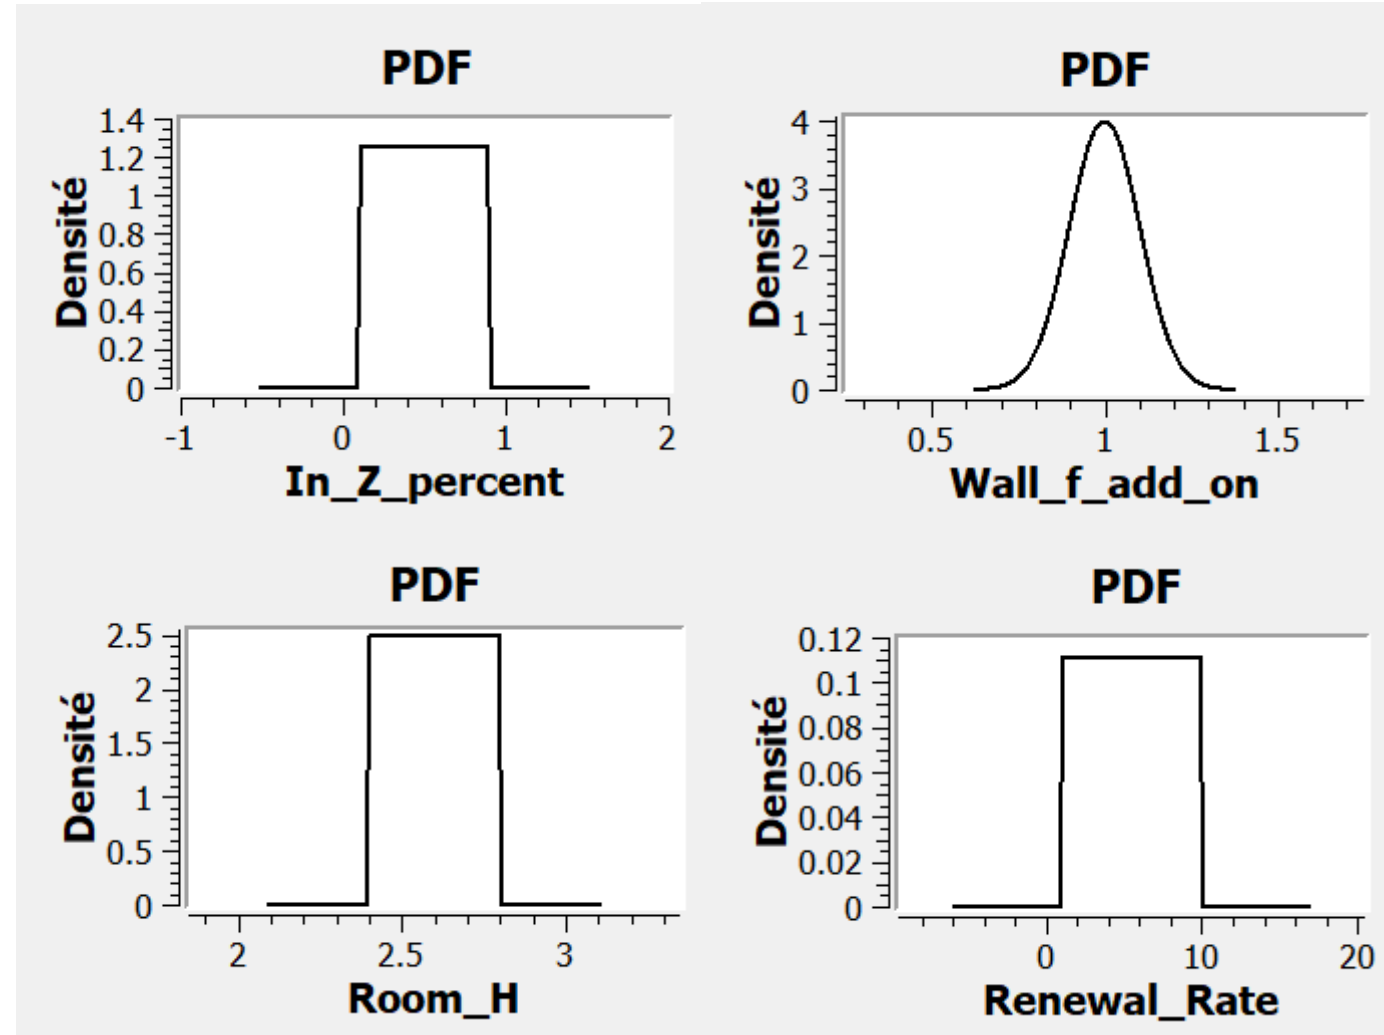 PDF
Densité
1.4
1.2
1
0.8
0.6
0.4
0.2
0
-1 0 1 2
In_Z_percent
PDF
Densité
4
3
2
1
0
0.5 1 1.5
Wall_f_add_on
PDF
Densité
2.5
2
1.5
1
0.5
0
2 2.5 3
Room_H
PDF
Densité
0.12
0.1
0.08
0.06
0.04
0.02
0
0 10 20
Renewal_Rate